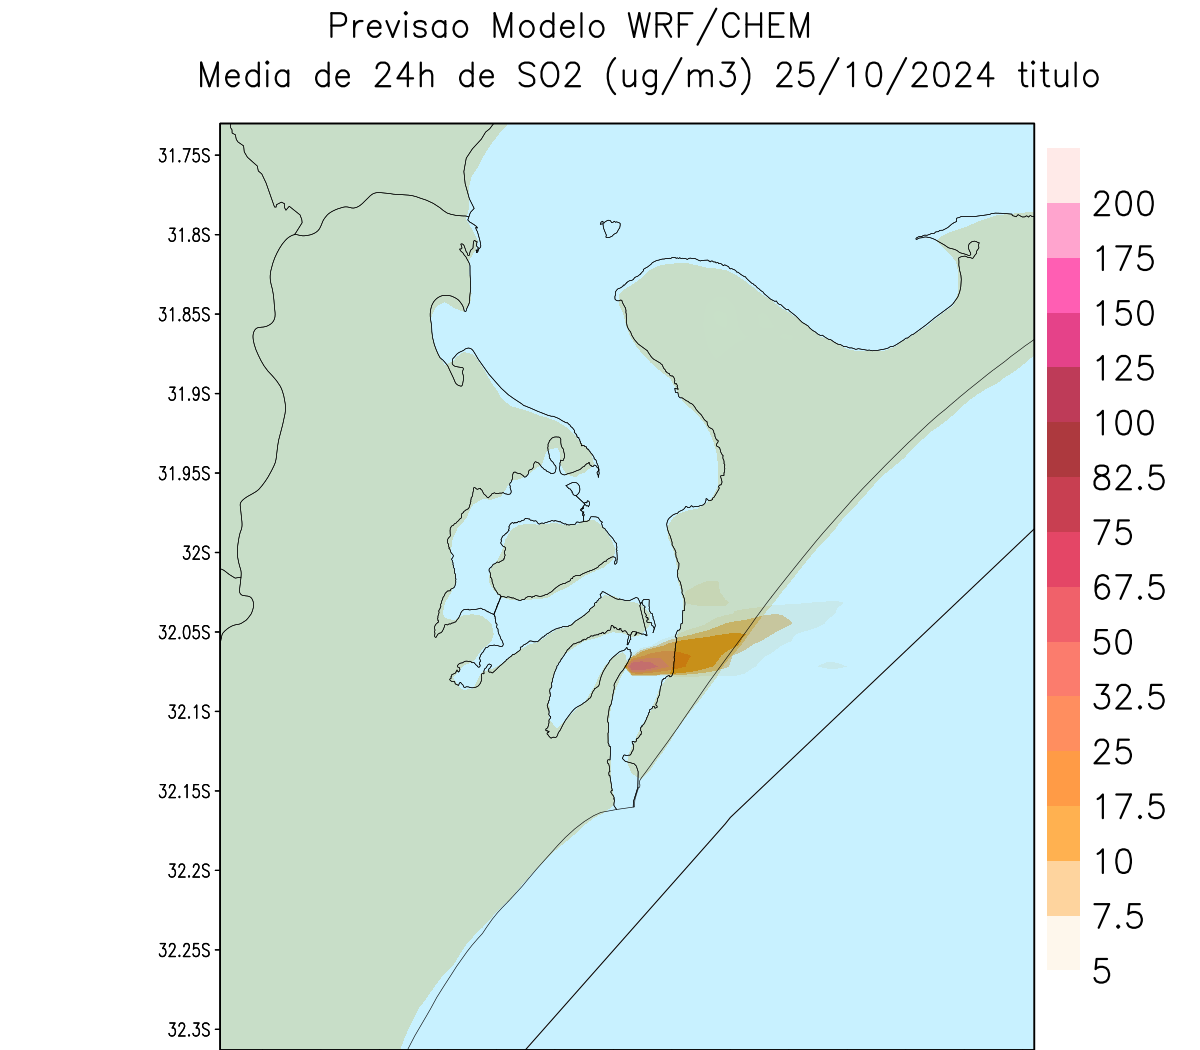 Previsao Modelo WRF/CHEM
Media de 24h de SO2 (ug/m3) 25/10/2024 titulo
31.75S
31.8S
31.85S
31.9S
31.95S
32S
32.05S
32.1S
32.15S
32.2S
32.25S
32.3S
200
175
150
125
100
82.5
75
67.5
50
32.5
25
17.5
10
7.5
5